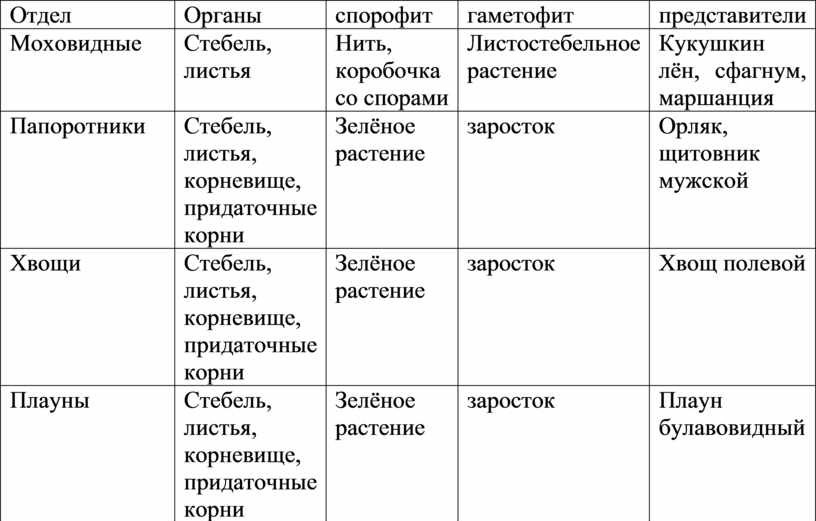 Отдел Органы спорофит гаметофит представители
Моховидные Стебель, Нить, Листостебельное Кукушкин
листья коробочка растение лён, сфагнум,
со спорами маршанция
Папоротники Стебель, Зелёное заросток Орляк,
листья, растение щитовник
корневище, мужской
придаточные
корни
Хвощи Стебель, Зелёное заросток Хвощ полевой
листья, растение
корневище,
придаточные
корни
Плауны Стебель, Зелёное заросток Плаун
листья, растение булавовидный
корневище,
придаточные
корни